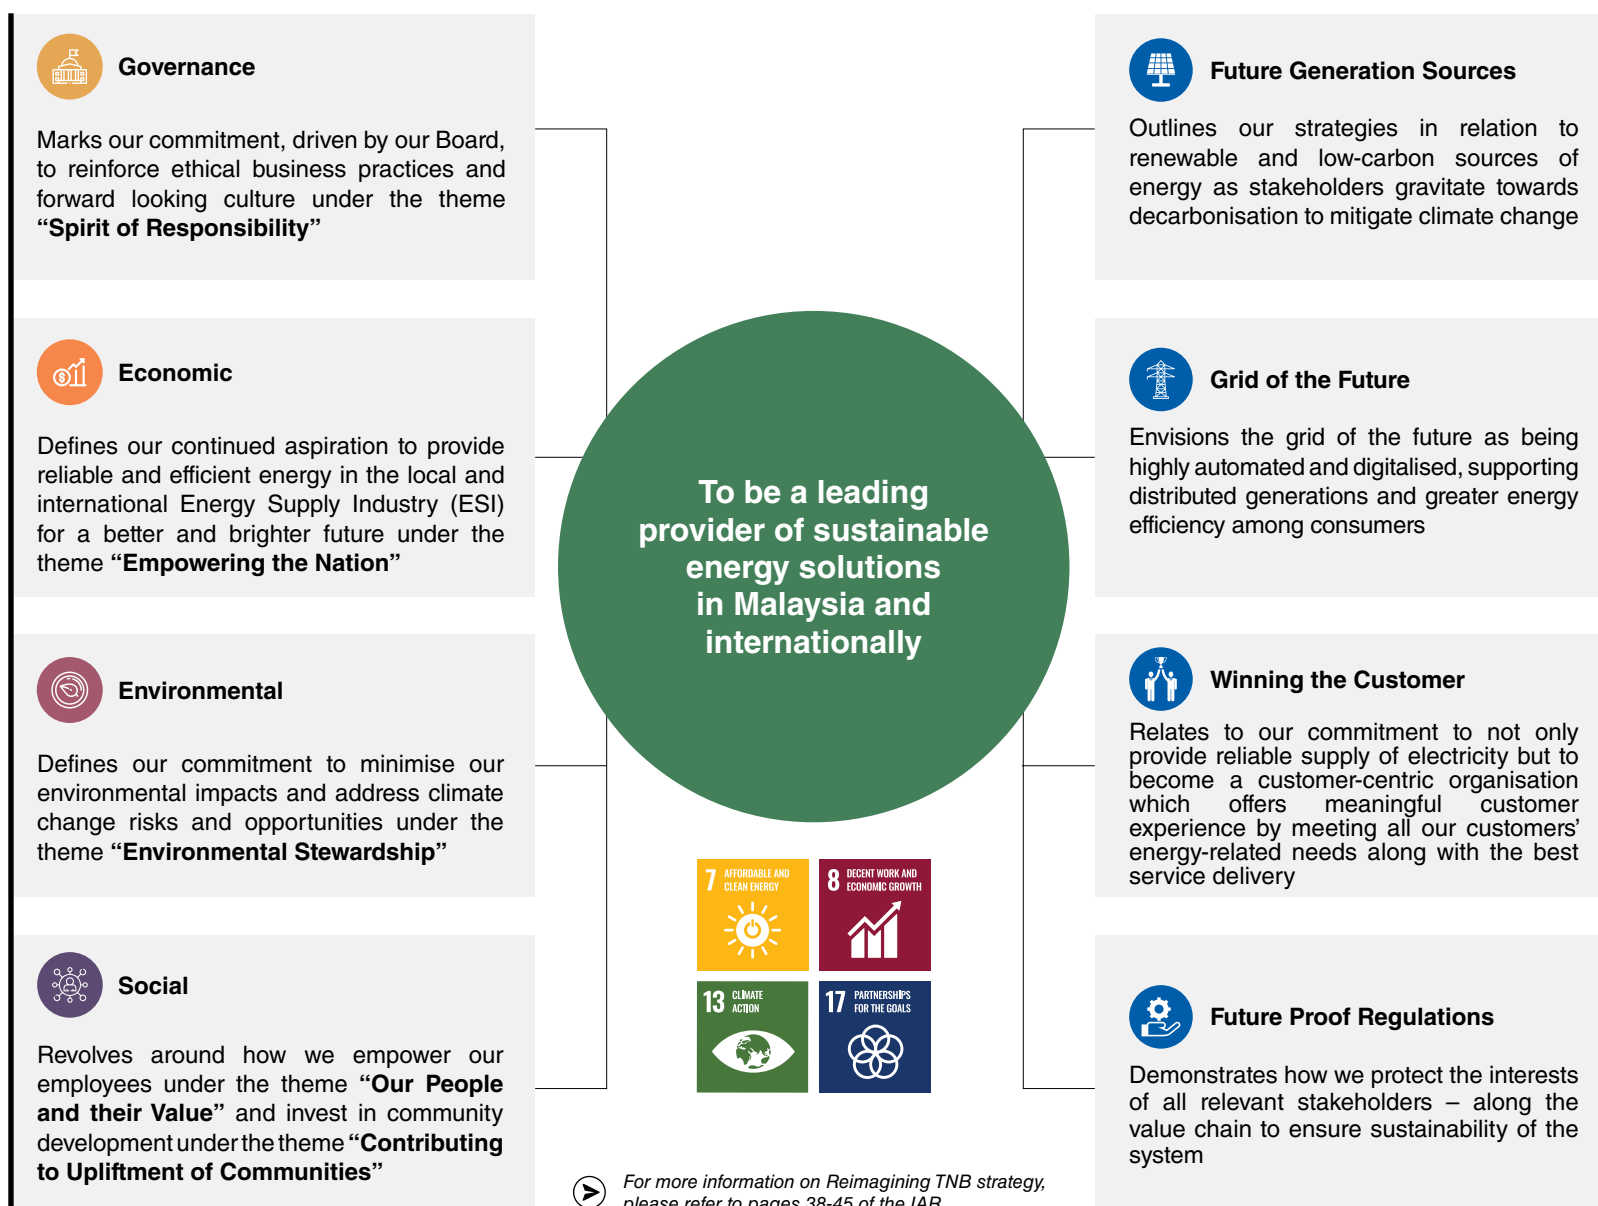 Governance
Marks our commitment, driven by our Board,
to reinforce ethical business practices and
forward looking culture under the theme
“Spirit of Responsibility”
Economic
Defines our continued aspiration to provide
reliable and efficient energy in the local and
international Energy Supply Industry (ESI)
for a better and brighter future under the
theme “Empowering the Nation”
Environmental
Defines our commitment to minimise our
environmental impacts and address climate
change risks and opportunities under the
theme “Environmental Stewardship”
Social
Revolves around how we empower our
employees under the theme “Our People
and their Value” and invest in community
development under the theme “Contributing
to Upliftment of Communities”
To be a leading
provider of sustainable
energy solutions
in Malaysia and
internationally
7 AFFORDABLE AND
CLEAN ENERGY
8 DECENT WORK AND
ECONOMIC GROWTH
13 CLIMATE
ACTION
17 PARTNERSHIPS
FOR THE GOALS
For more information on Reimagining TNB strategy,
please refer to pages 38-45 of the IAR
Future Generation Sources
Outlines our strategies in relation to
renewable and low-carbon sources of
energy as stakeholders gravitate towards
decarbonisation to mitigate climate change
Grid of the Future
Envisions the grid of the future as being
highly automated and digitalised, supporting
distributed generations and greater energy
efficiency among consumers
Winning the Customer
Relates to our commitment to not only
provide reliable supply of electricity but to
become a customer-centric organisation
which offers meaningful customer
experience by meeting all our customers’
energy-related needs along with the best
service delivery
Future Proof Regulations
Demonstrates how we protect the interests
of all relevant stakeholders – along the
value chain to ensure sustainability of the
system